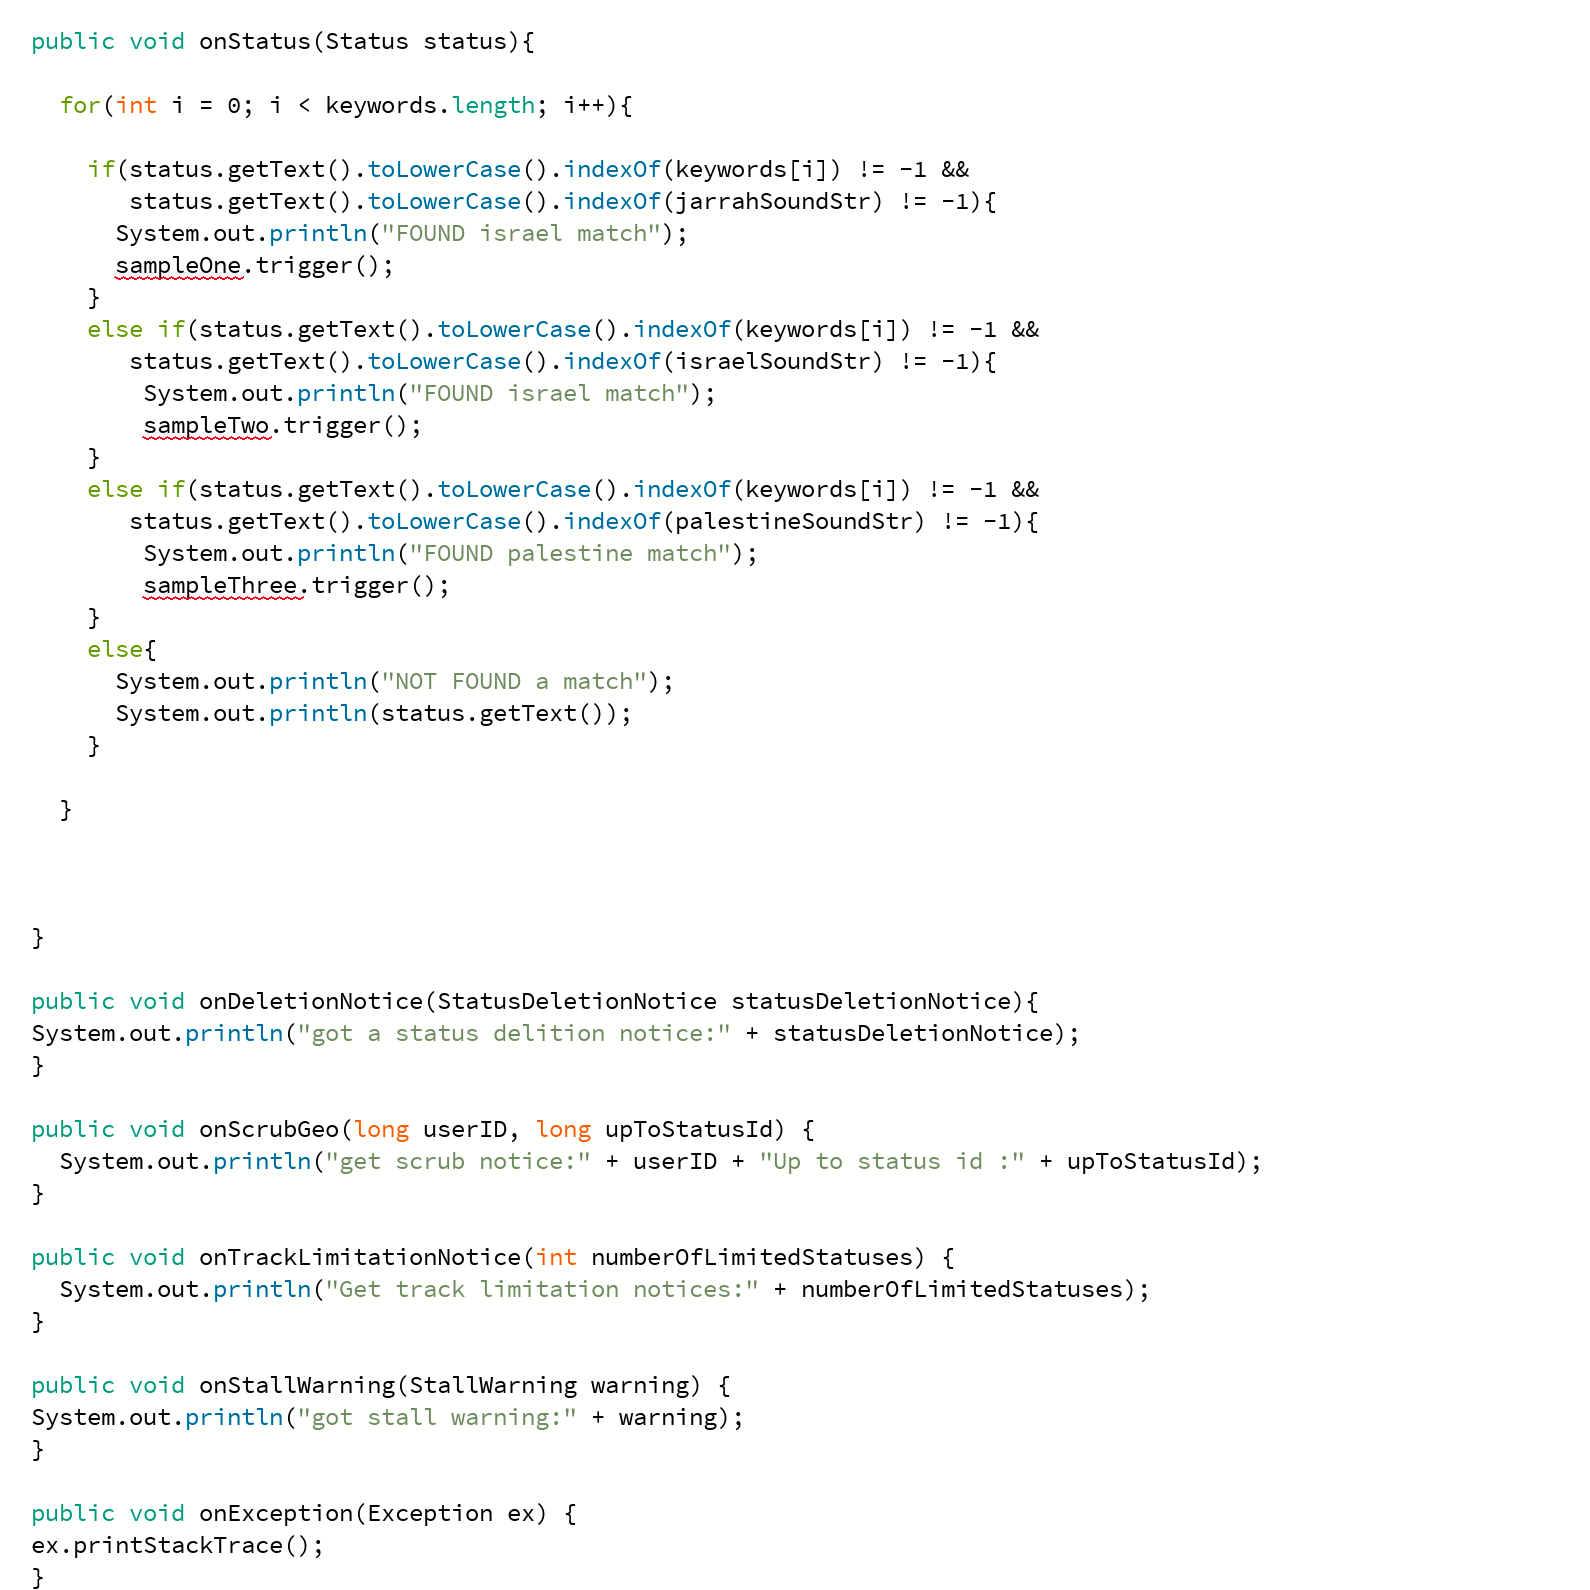 public void onStatus(Status status){
for(int i = 0; i < keywords.length; i++){
if(status.getText().toLowerCase().indexOf(keywords[i]) != -1 &&
status.getText().toLowerCase().indexOf(jarrahSoundStr) != -1){
System.out.println("FOUND israel match");
sampleOne.trigger();
}
else if(status.getText().toLowerCase().indexOf(keywords[i]) != -1 &&
status.getText().toLowerCase().indexOf(israelSoundStr) != -1){
System.out.println("FOUND israel match");
sampleTwo.trigger();
}
else if(status.getText().toLowerCase().indexOf(keywords[i]) != -1 &&
status.getText().toLowerCase().indexOf(palestineSoundStr) != -1){
System.out.println("FOUND palestine match");
sampleThree.trigger();
}
else{
System.out.println("NOT FOUND a match");
System.out.println(status.getText());
}
}
}
public void onDeletionNotice(StatusDeletionNotice statusDeletionNotice){
System.out.println("got a status delition notice:" + statusDeletionNotice);
}
public void onScrubGeo(long userID, long upToStatusId) {
System.out.println("get scrub notice:" + userID + "Up to status id :" + upToStatusId);
}
public void onTrackLimitationNotice(int numberOfLimitedStatuses) {
System.out.println("Get track limitation notices:" + numberOfLimitedStatuses);
}
public void onStallWarning(StallWarning warning) {
System.out.println("got stall warning:" + warning);
}
public void onException(Exception ex) {
ex.printStackTrace();
}